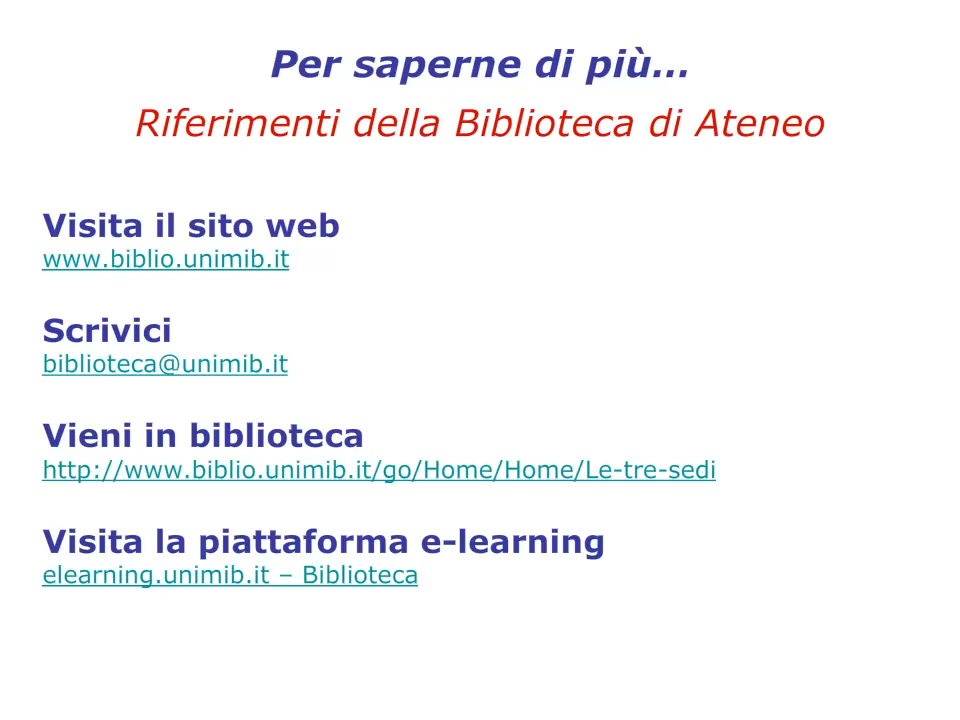 Per saperne di più…
Riferimenti della Biblioteca di Ateneo
Visita il sito web
www.biblio.unimib.it
Scrivici
biblioteca@unimib.it
Vieni in biblioteca
http://www.biblio.unimib.it/go/Home/Home/Le-tre-sedi
Visita la piattaforma e-learning
elearning.unimib.it – Biblioteca